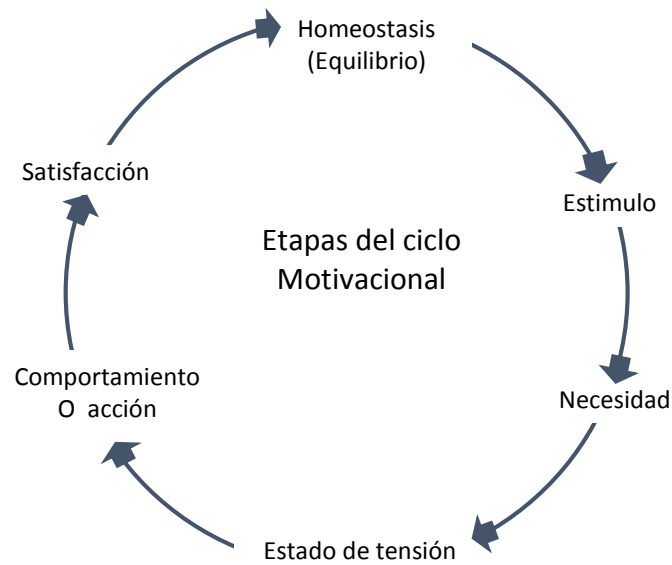 Homeostasis
(Equilibrio)
Estimulo
Necesidad
Estado de tensión
Comportamiento
O acción
Satisfacción
Etapas del ciclo
Motivacional